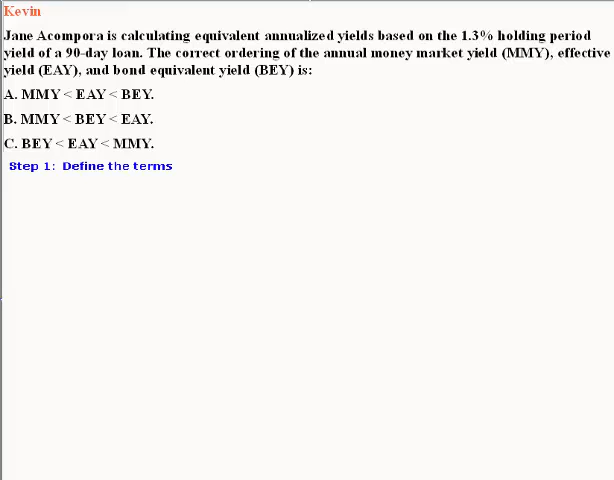 Kevin
Jane Acompora is calculating equivalent annualized yields based on the 1.3% holding period
yield of a 90-day loan. The correct ordering of the annual money market yield (MMY), effective
yield (EAY), and bond equivalent yield (BEY) is:
A. MMY < EAY < BEY.
B. MMY < BEY < EAY.
C. BEY < EAY < MMY.
Step 1: Define the terms